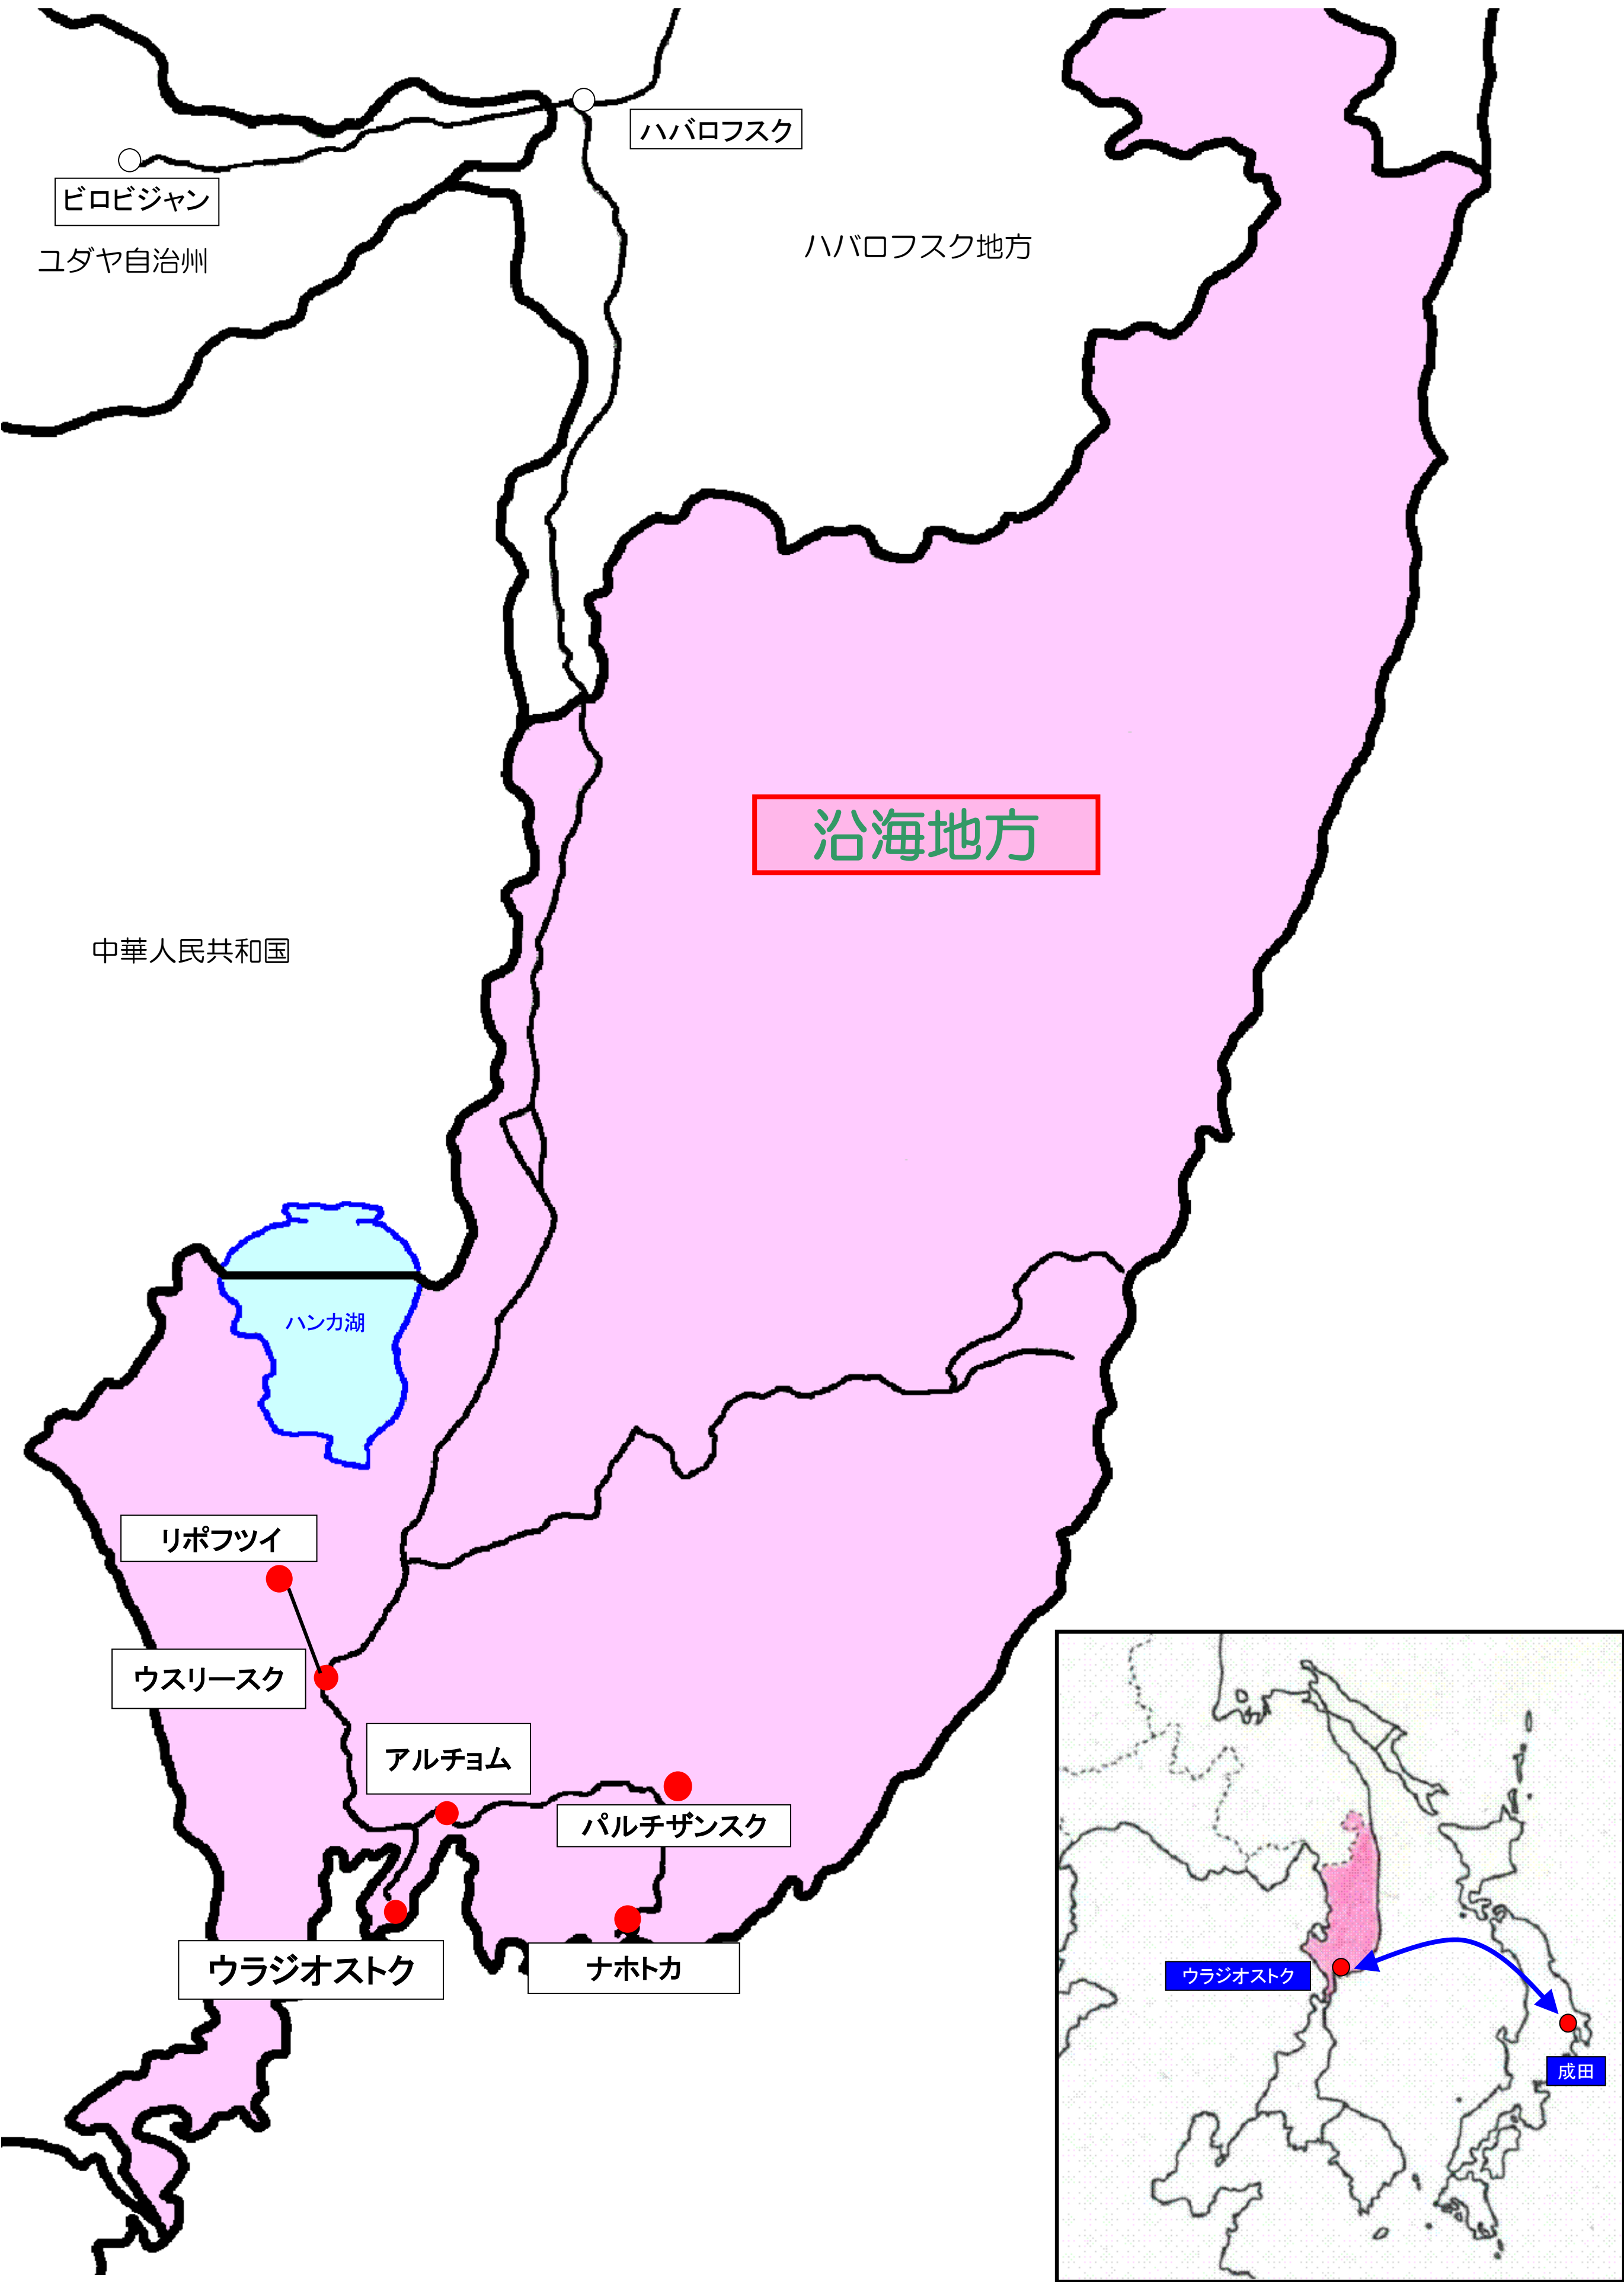 ハバロフスク
ビロビジャン
ユダヤ自治州
ハバロフスク地方
沿海地方
中華人民共和国
ハンカ湖
リポフツイ
ウスリースク
アルチョム
パルチザンスク
ウラジオストク
ナホトカ
ウラジオストク
成田